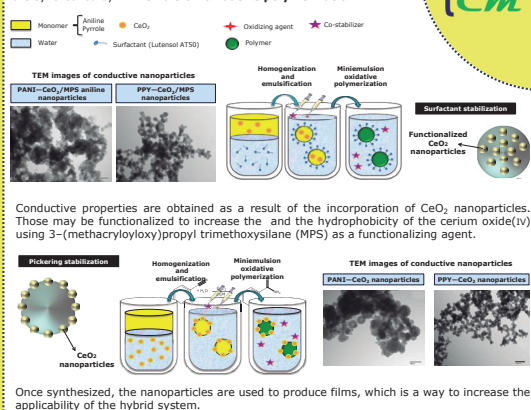 Monomer
Aniline
Pyrrole
CeO₂
Oxidizing agent
Co-stabilizer
Water
Surfactant (Lutensol AT50)
Polymer
TEM images of conductive nanoparticles
PANI—CeO₂/MPS aniline
nanoparticles
PPY—CeO₂/MPS
nanoparticles
Homogenization
and
emulsification
Miniemulsion
oxidative
polymerization
Surfactant stabilization
Functionalized
CeO₂
nanoparticles
Conductive properties are obtained as a result of the incorporation of CeO₂ nanoparticles.
Those may be functionalized to increase the and the hydrophobicity of the cerium oxide(IV)
using 3–(methacryloyloxy)propyl trimethoxysilane (MPS) as a functionalizing agent.
Pickering stabilization
CeO₂
nanoparticles
Homogenization
and
emulsification
Miniemulsion
oxidative
polymerization
TEM images of conductive nanoparticles
PANI—CeO₂ nanoparticles
PPY—CeO₂ nanoparticles
Once synthesized, the nanoparticles are used to produce films, which is a way to increase the
applicability of the hybrid system.